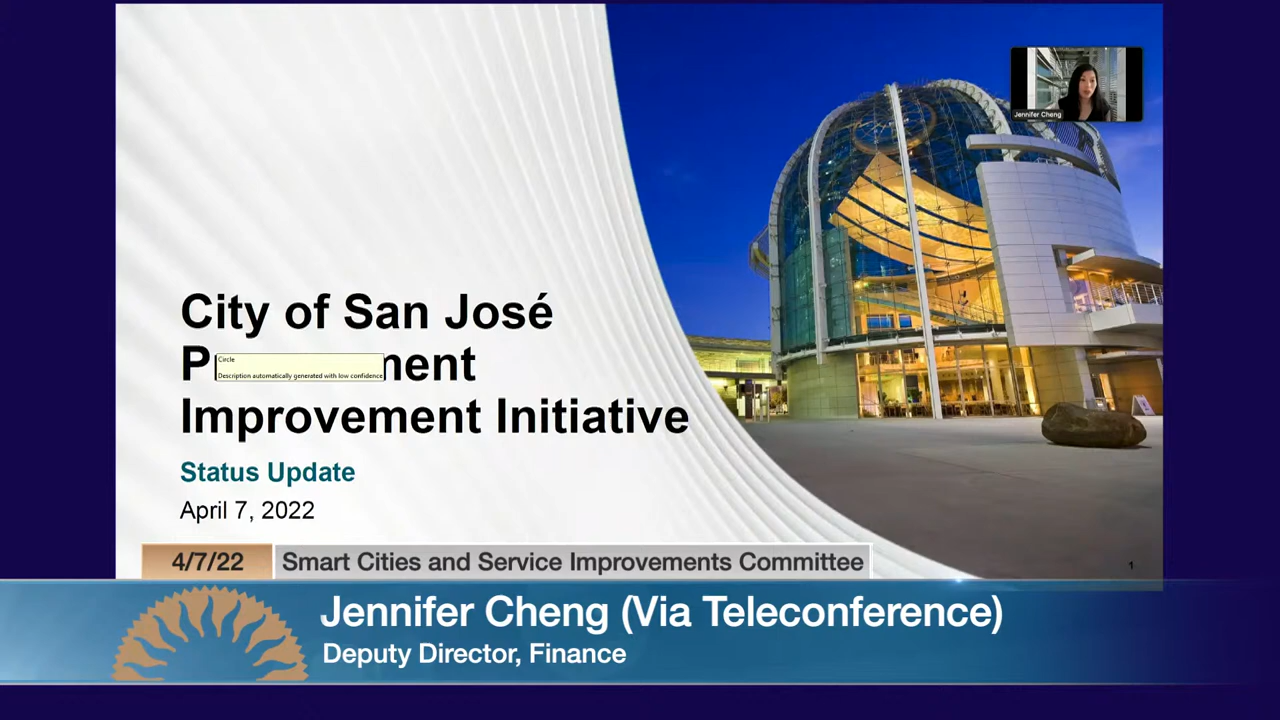 Jennifer Cheng
City of San José
P ment
Circle
Description automatically generated with low confidence
Improvement Initiative
Status Update
April 7, 2022
1
4/7/22 Smart Cities and Service Improvements Committee
Jennifer Cheng (Via Teleconference)
Deputy Director, Finance